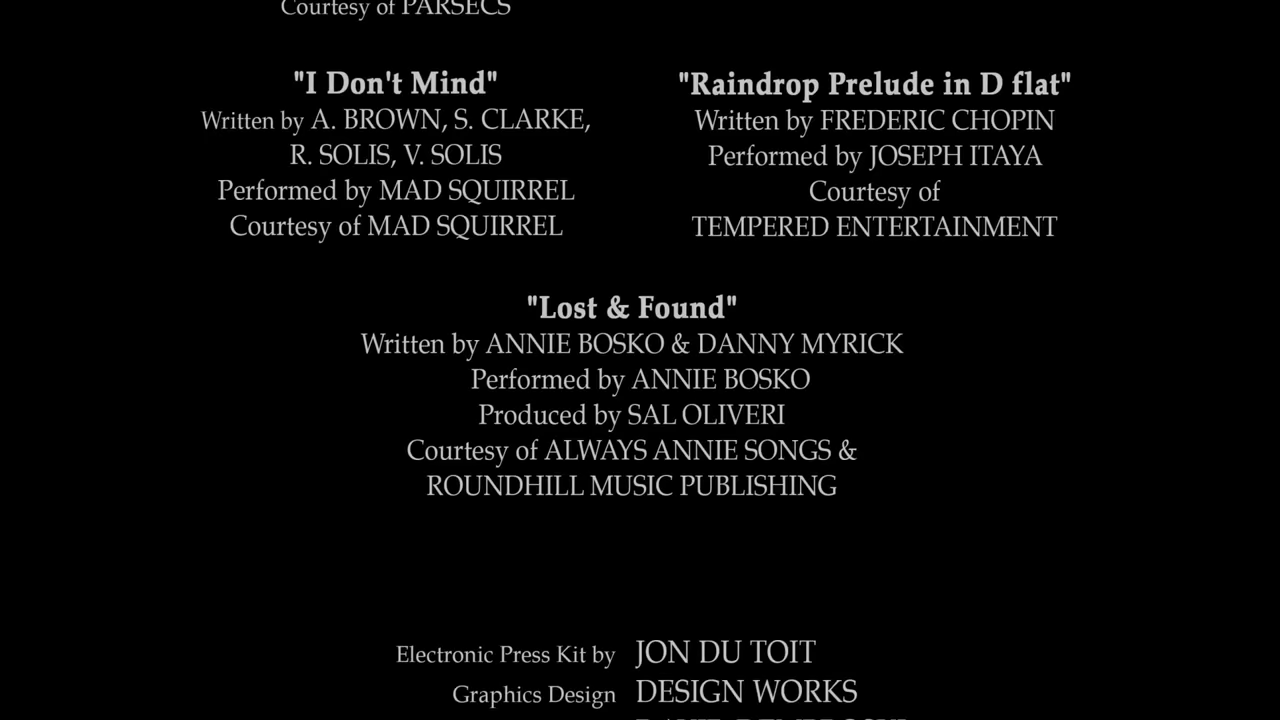 Courtesy of PARSECS
"I Don't Mind"
Written by A. BROWN, S. CLARKE,
R. SOLIS, V. SOLIS
Performed by MAD SQUIRREL
Courtesy of MAD SQUIRREL
"Raindrop Prelude in D flat"
Written by FREDERIC CHOPIN
Performed by JOSEPH ITAYA
Courtesy of
TEMPERED ENTERTAINMENT
"Lost & Found"
Written by ANNIE BOSKO & DANNY MYRICK
Performed by ANNIE BOSKO
Produced by SAL OLIVERI
Courtesy of ALWAYS ANNIE SONGS &
ROUNDHILL MUSIC PUBLISHING
Electronic Press Kit by JON DU TOIT
Graphics Design DESIGN WORKS